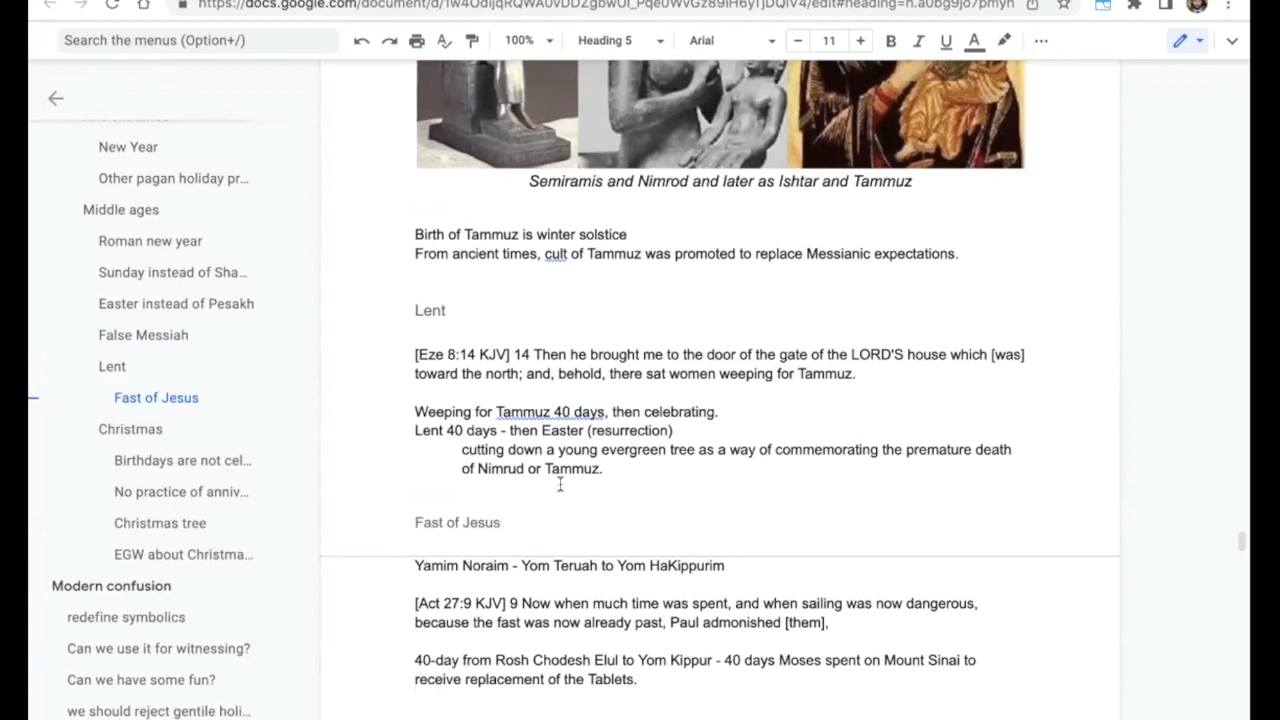 Search the menus (Option+/)
100%
Heading 5
Arial
11
B
I
U
A
New Year
Other pagan holiday pr...
Middle ages
Roman new year
Sunday instead of Sha...
Easter instead of Pesakh
False Messiah
Lent
Fast of Jesus
Christmas
Birthdays are not cel...
No practice of anniv...
Christmas tree
EGW about Christma...
Modern confusion
redefine symbolics
Can we use it for witnessing?
Can we have some fun?
we should reject gentile holi...
Semiramis and Nimrod and later as Ishtar and Tammuz
Birth of Tammuz is winter solstice
From ancient times, cult of Tammuz was promoted to replace Messianic expectations.
Lent
[Eze 8:14 KJV] 14 Then he brought me to the door of the gate of the LORD'S house which [was]
toward the north; and, behold, there sat women weeping for Tammuz.
Weeping for Tammuz 40 days, then celebrating.
Lent 40 days - then Easter (resurrection)
cutting down a young evergreen tree as a way of commemorating the premature death
of Nimrud or Tammuz.
Fast of Jesus
Yamim Noraim - Yom Teruah to Yom HaKippurim
[Act 27:9 KJV] 9 Now when much time was spent, and when sailing was now dangerous,
because the fast was now already past, Paul admonished [them],
40-day from Rosh Chodesh Elul to Yom Kippur - 40 days Moses spent on Mount Sinai to
receive replacement of the Tablets.